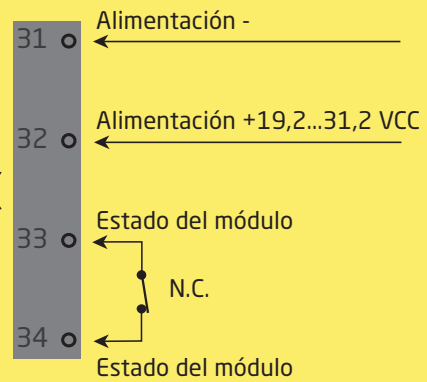 Alimentación -
31
Alimentación +19,2...31,2 VCC
32
Estado del módulo
33
N.C.
34
Estado del módulo